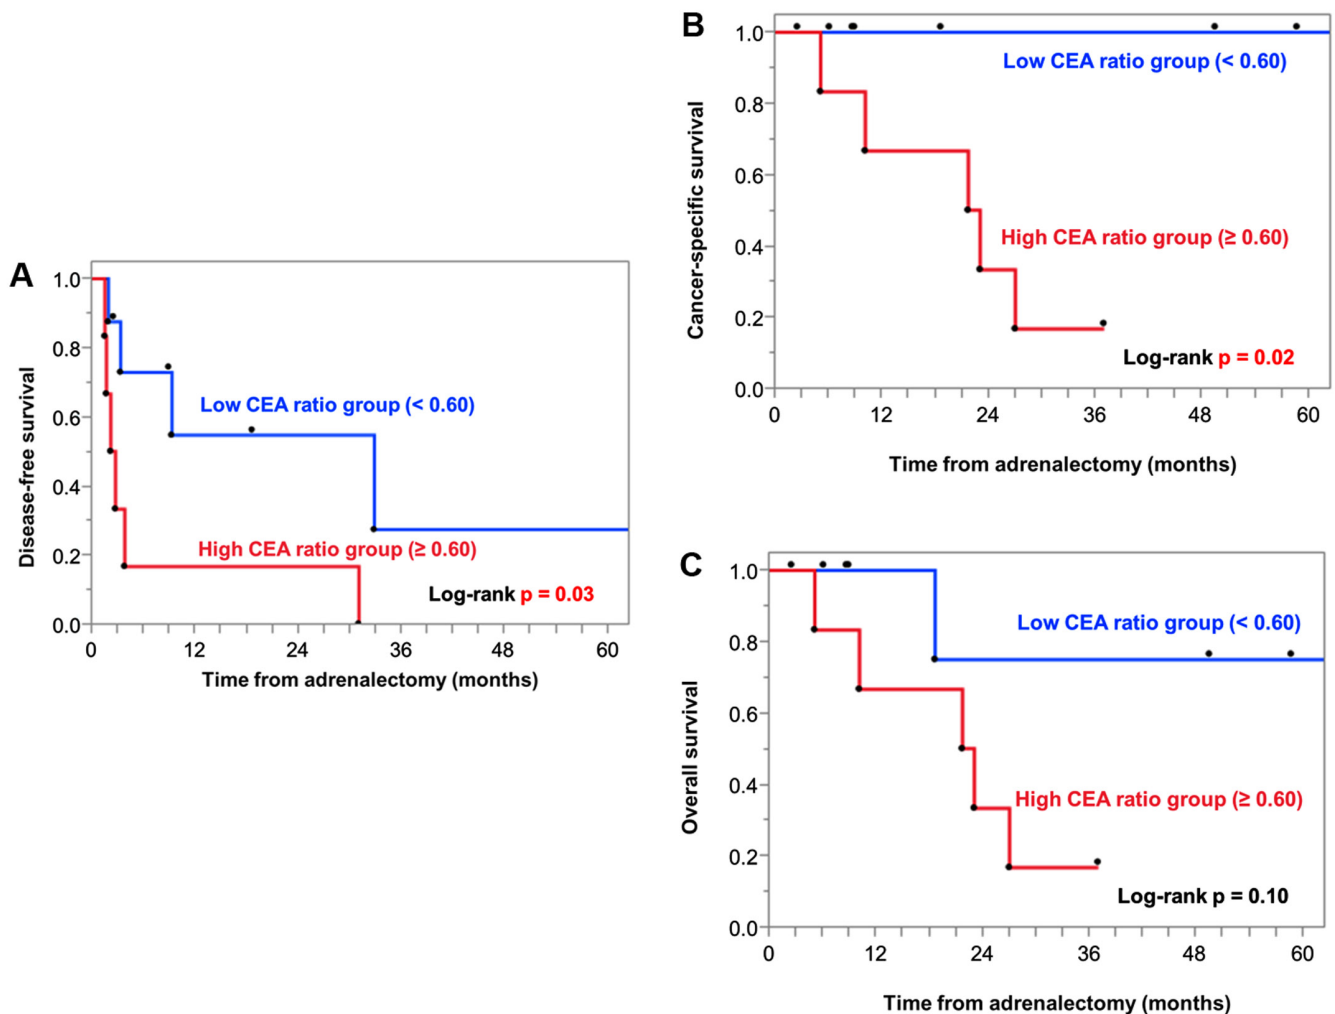 A
Disease-free survival
1.0
0.8
0.6
0.4
0.2
0.0
Low CEA ratio group (< 0.60)
High CEA ratio group (≥ 0.60)
Log-rank p = 0.03
0 12 24 36 48 60
Time from adrenalectomy (months)
B
Cancer-specific survival
1.0
0.8
0.6
0.4
0.2
0.0
Low CEA ratio group (< 0.60)
High CEA ratio group (≥ 0.60)
Log-rank p = 0.02
0 12 24 36 48 60
Time from adrenalectomy (months)
C
Overall survival
1.0
0.8
0.6
0.4
0.2
0.0
Low CEA ratio group (< 0.60)
High CEA ratio group (≥ 0.60)
Log-rank p = 0.10
0 12 24 36 48 60
Time from adrenalectomy (months)